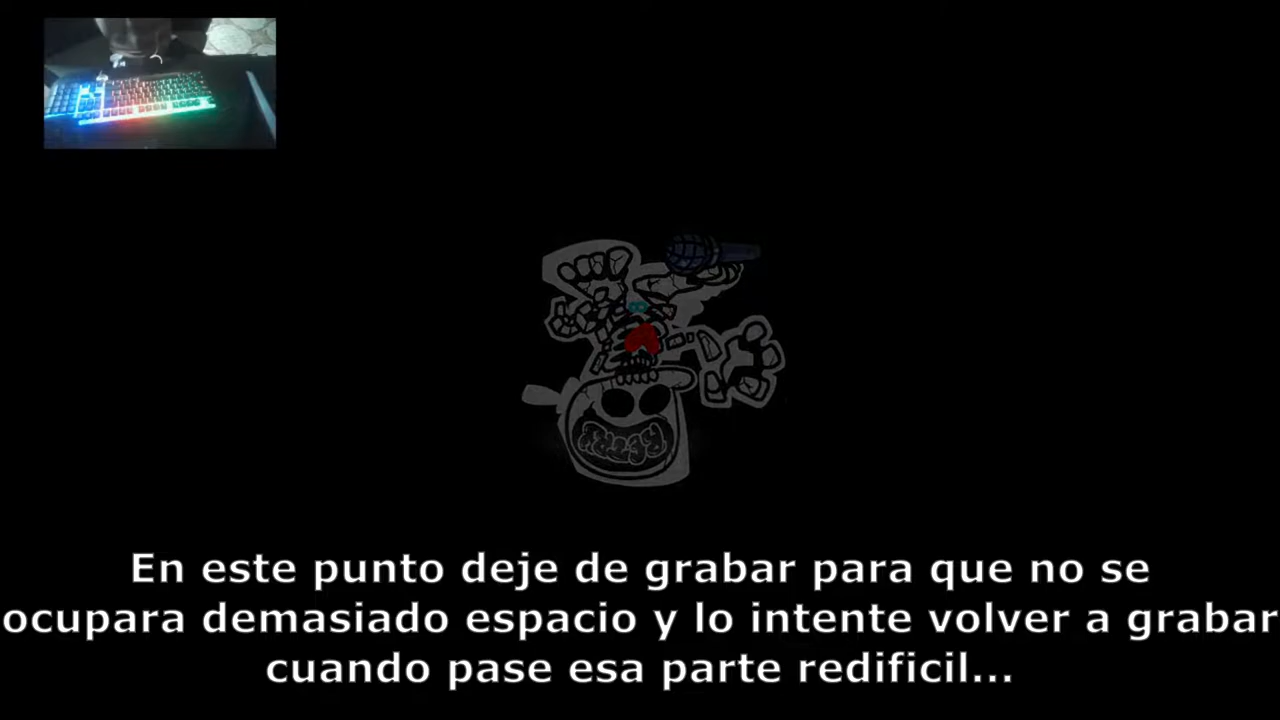 RETRY
En este punto deje de grabar para que no se
ocupara demasiado espacio y lo intente volver a grabar
cuando pase esa parte redificil...